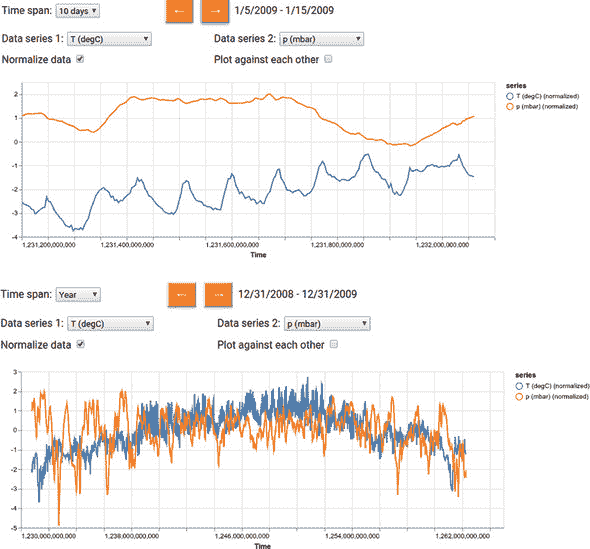 Time span: 10 days ← → 1/5/2009 - 1/15/2009
Data series 1: T (degC) Data series 2: p (mbar)
Normalize data Plot against each other
series
T (degC) (normalized)
p (mbar) (normalized)
3
2
1
0
-1
-2
-3
-4
1,231,200,000,000 1,231,400,000,000 1,231,600,000,000 1,231,800,000,000 1,232,000,000,000
Time
Time span: Year ← → 12/31/2008 - 12/31/2009
Data series 1: T (degC) Data series 2: p (mbar)
Normalize data Plot against each other
series
T (degC) (normalized)
p (mbar) (normalized)
3
2
1
0
-1
-2
-3
-4
-5
1,230,000,000,000 1,238,000,000,000 1,246,000,000,000 1,254,000,000,000 1,262,000,000,000
Time